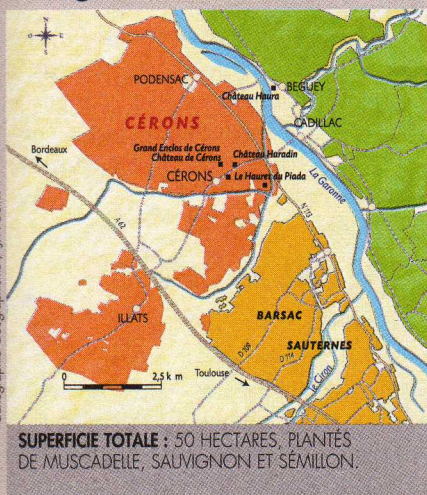 N
O
E
S
PODENSAC
BEGUEY
Château Haura
CÉRONS
CADILLAC
Bordeaux
Grand Enclos de Cérons
Château de Cérons
Château Haradin
CÉRONS
Le Hauret du Piada
La Garonne
N 113
A 62
ILLATS
BARSAC
SAUTERNES
D 109
D 114
Toulouse
le Ciron
0
2,5 k m
SUPERFICIE TOTALE : 50 HECTARES, PLANTÉS
DE MUSCADELLE, SAUVIGNON ET SÉMILLON.